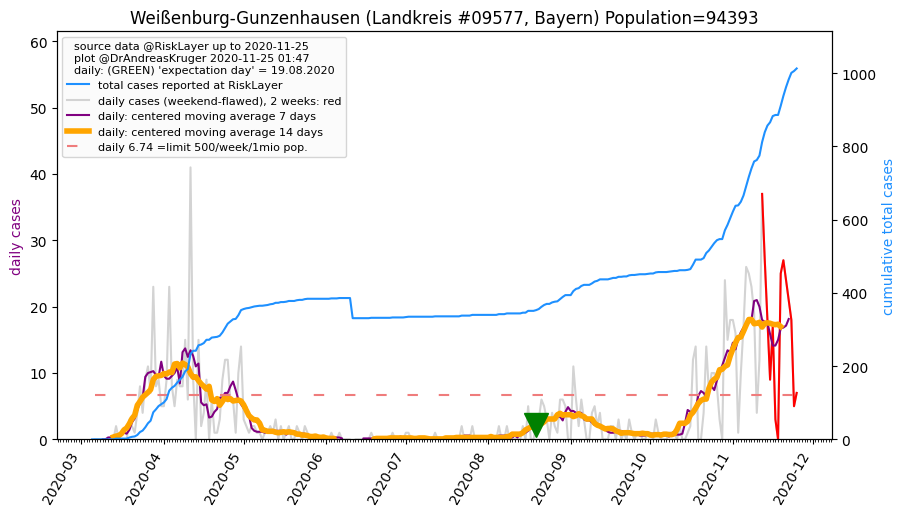 Weißenburg-Gunzenhausen (Landkreis #09577, Bayern) Population=94393
source data @RiskLayer up to 2020-11-25
plot @DrAndreasKruger 2020-11-25 01:47
daily: (GREEN) 'expectation day' = 19.08.2020
total cases reported at RiskLayer
daily cases (weekend-flawed), 2 weeks: red
daily: centered moving average 7 days
daily: centered moving average 14 days
daily 6.74 =limit 500/week/1mio pop.
daily cases
60
50
40
30
20
10
0
cumulative total cases
1000
800
600
400
200
0
2020-03
2020-04
2020-05
2020-06
2020-07
2020-08
2020-09
2020-10
2020-11
2020-12